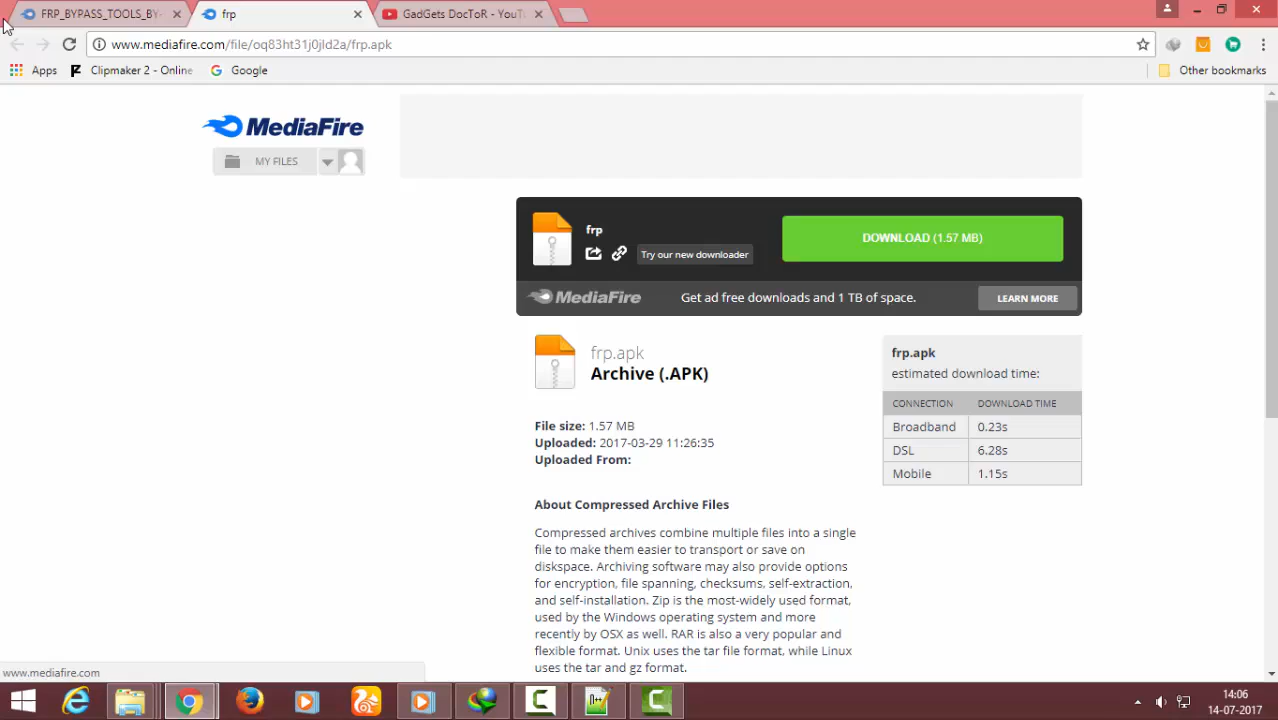 FRP_BYPASS_TOOLS_BY-
frp
GadGets DocToR - YouTu
www.mediafire.com/file/oq83ht31j0jld2a/frp.apk
Apps
Clipmaker 2 - Online
Google
Other bookmarks
MediaFire
MY FILES
frp
Try our new downloader
DOWNLOAD (1.57 MB)
MediaFire
Get ad free downloads and 1 TB of space.
LEARN MORE
frp.apk
Archive (.APK)
File size: 1.57 MB
Uploaded: 2017-03-29 11:26:35
Uploaded From:
frp.apk
estimated download time:
CONNECTION DOWNLOAD TIME
Broadband 0.23s
DSL 6.28s
Mobile 1.15s
About Compressed Archive Files
Compressed archives combine multiple files into a single
file to make them easier to transport or save on
diskspace. Archiving software may also provide options
for encryption, file spanning, checksums, self-extraction,
and self-installation. Zip is the most-widely used format,
used by the Windows operating system and more
recently by OSX as well. RAR is also a very popular and
flexible format. Unix uses the tar file format, while Linux
uses the tar and gz format.
www.mediafire.com
14:06
14-07-2017